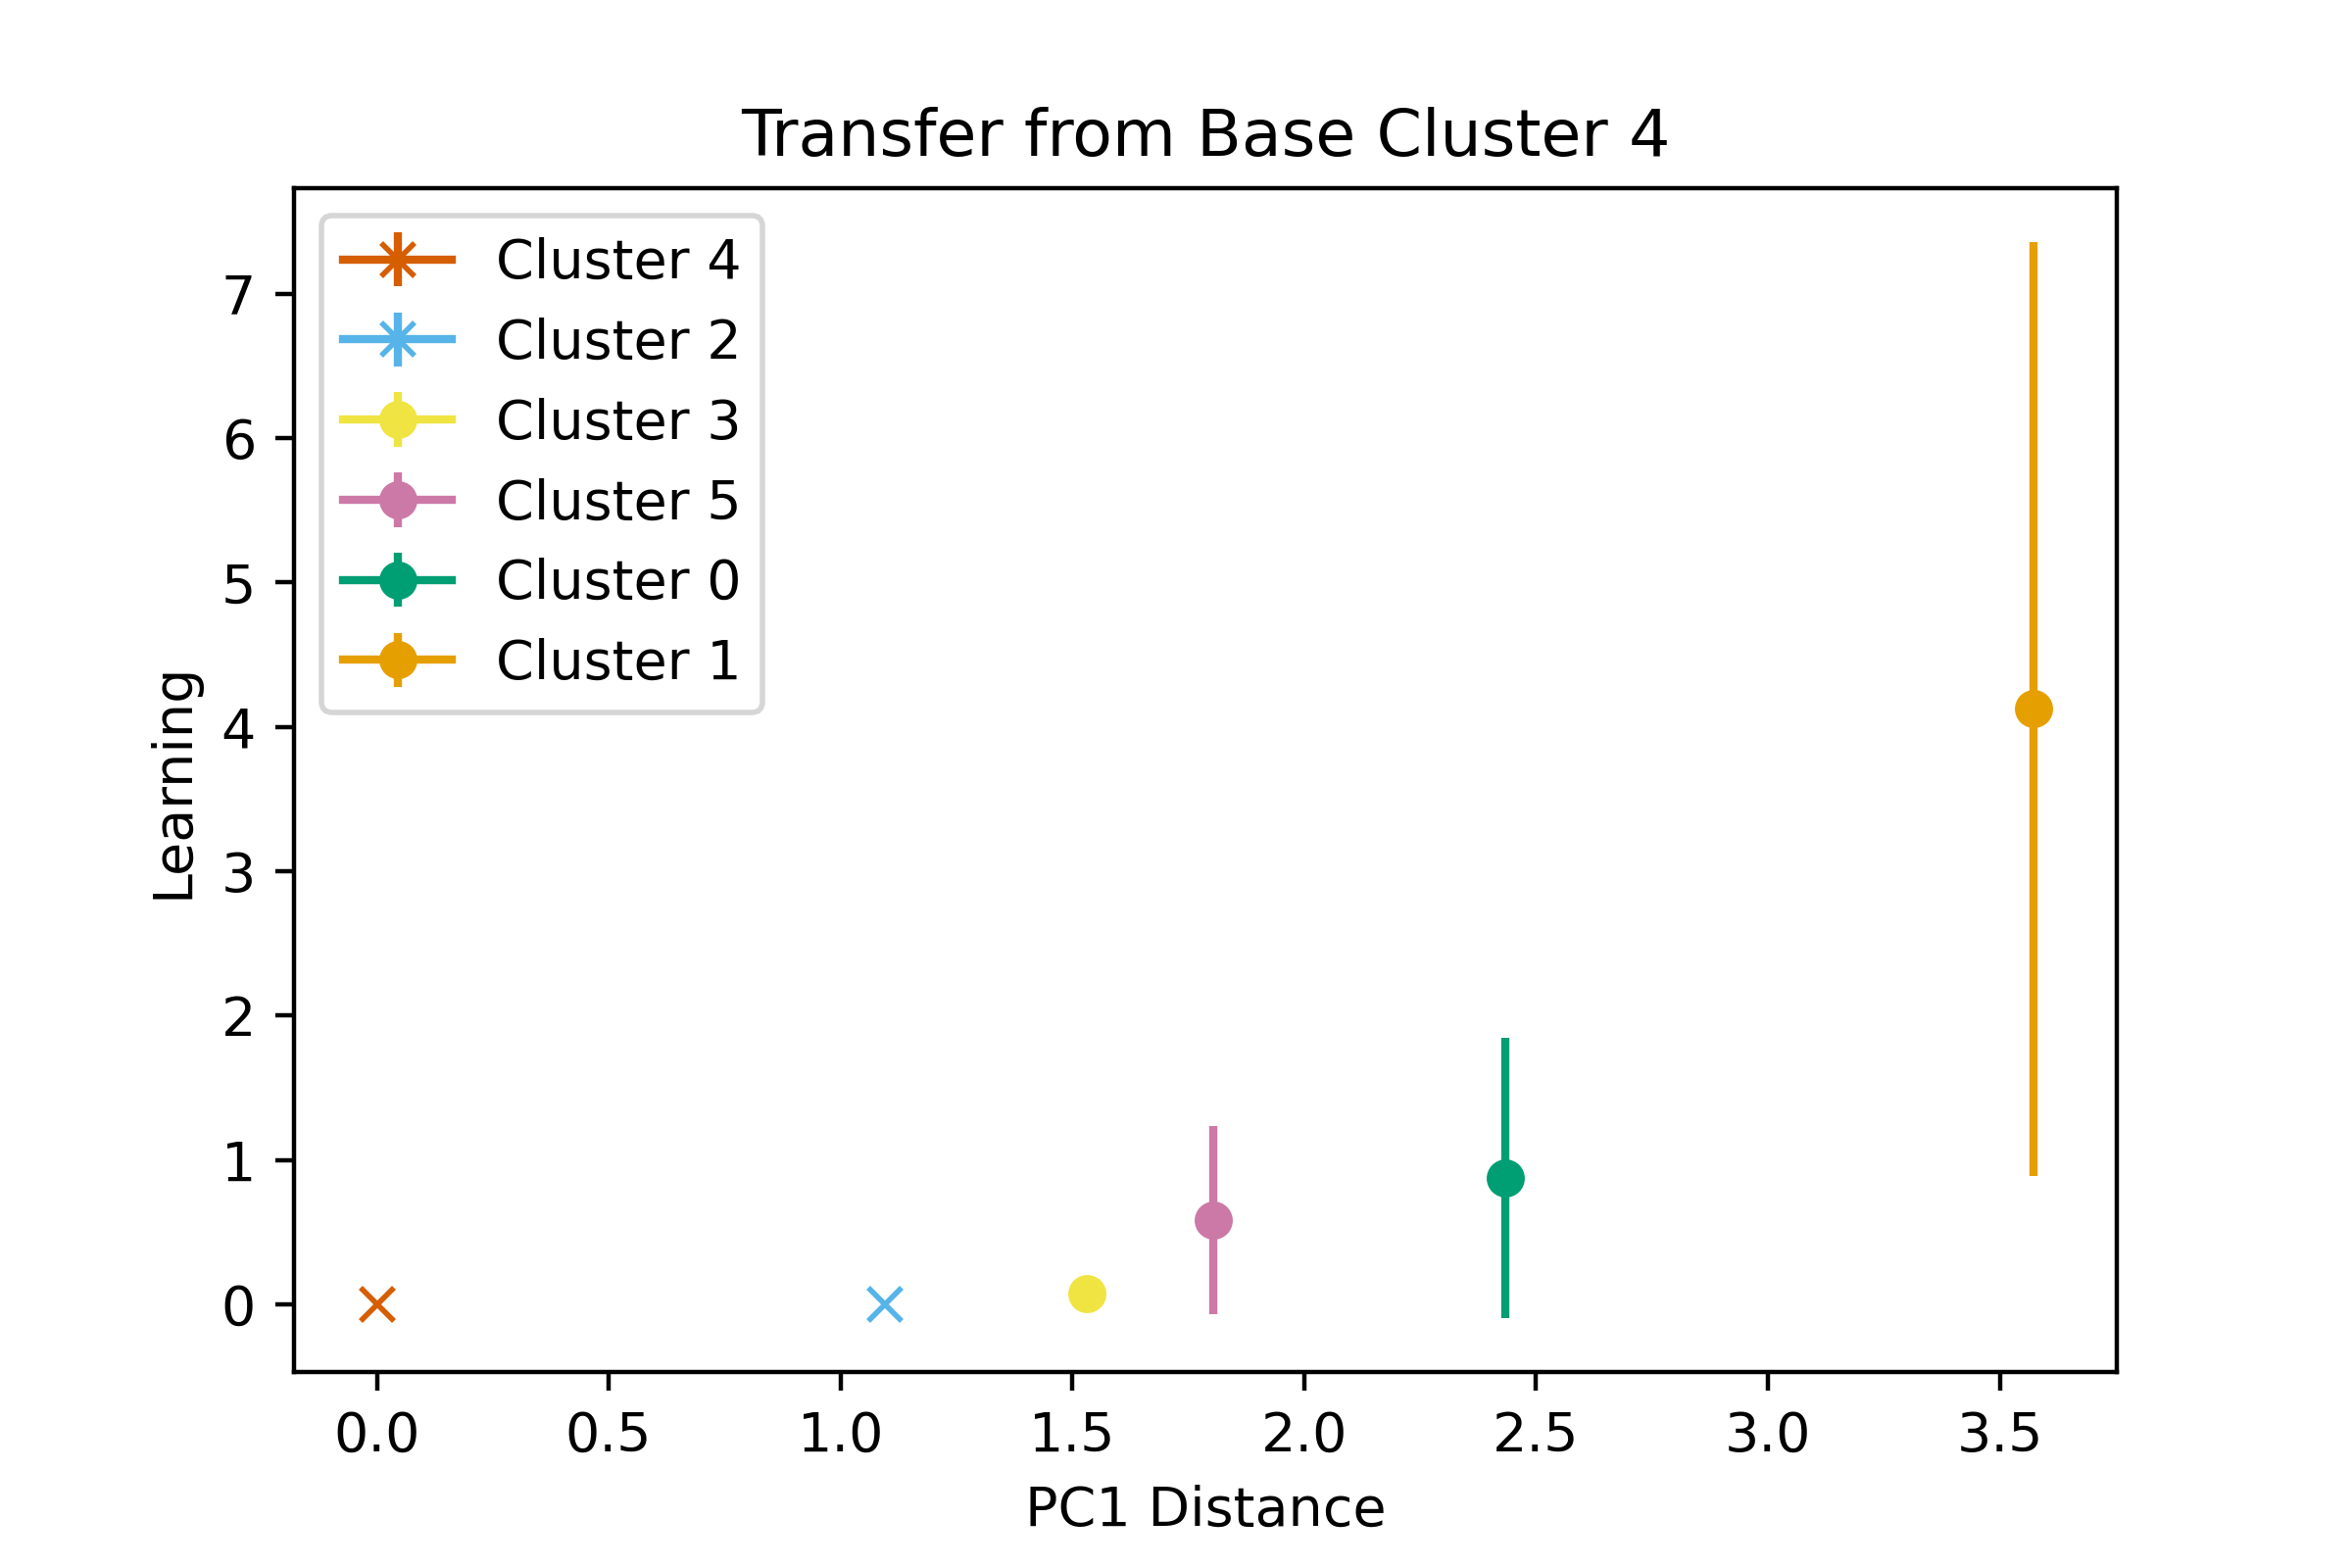 Transfer from Base Cluster 4
Cluster 4
Cluster 2
Cluster 3
Cluster 5
Cluster 0
Cluster 1
7
6
5
4
3
2
1
0
Learning
0.0 0.5 1.0 1.5 2.0 2.5 3.0 3.5
PC1 Distance